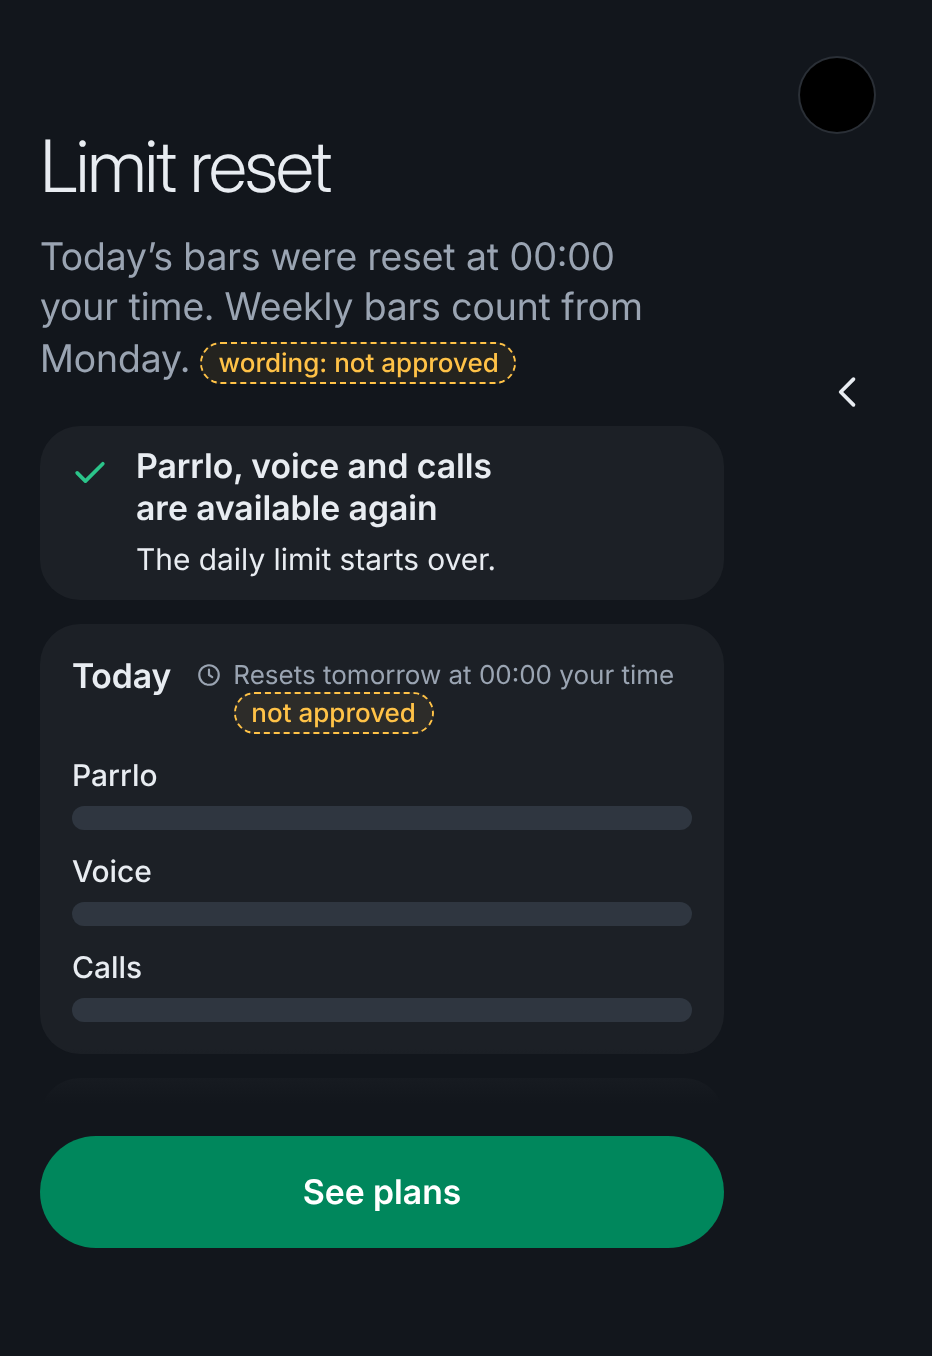 Limit reset
Today’s bars were reset at 00:00
your time. Weekly bars count from
Monday. wording: not approved
Parrlo, voice and calls
are available again
The daily limit starts over.
Today Resets tomorrow at 00:00 your time
not approved
Parrlo
Voice
Calls
See plans